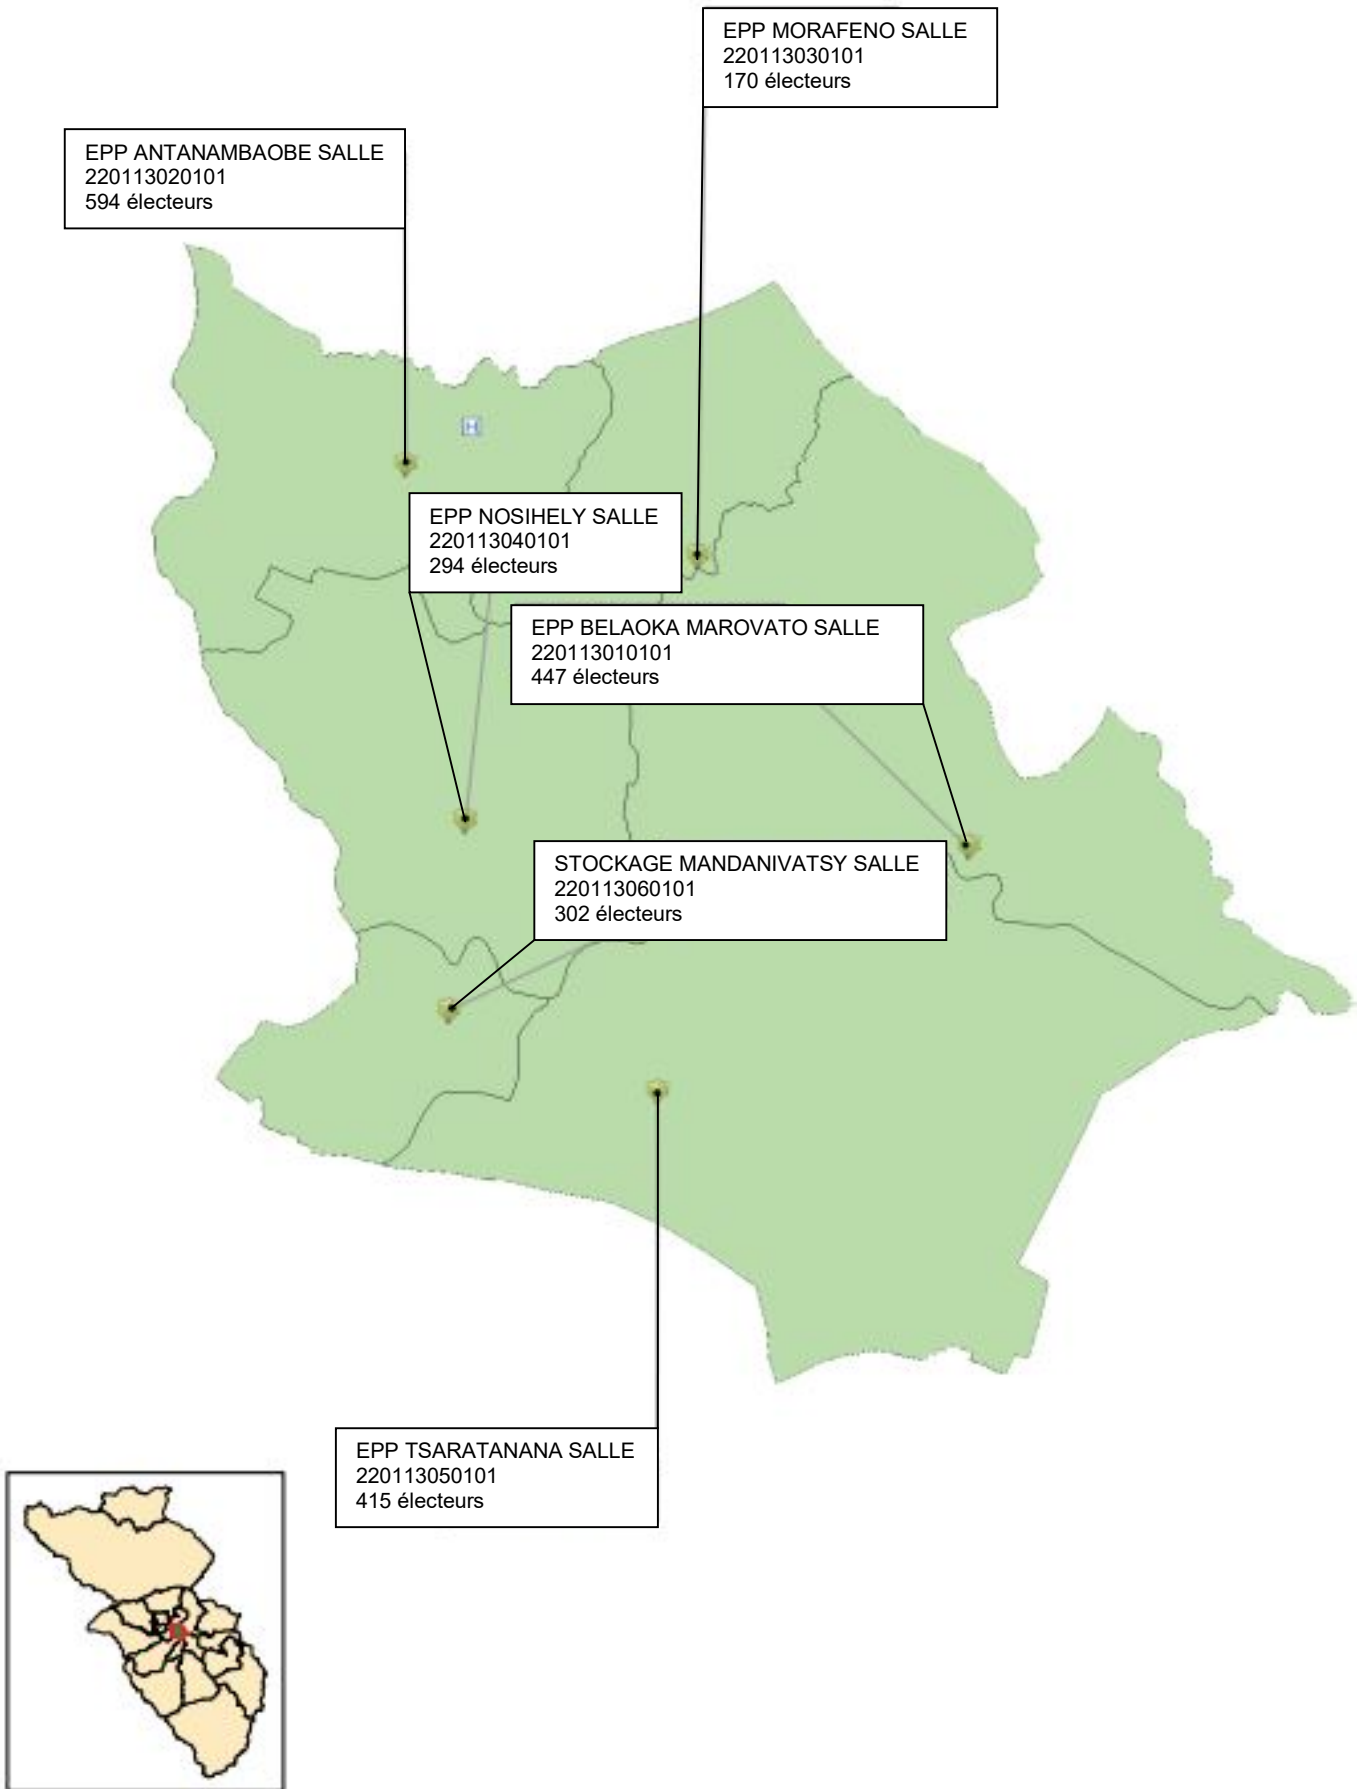 EPP MORAFENO SALLE
220113030101
170 électeurs
EPP ANTANAMBAOBE SALLE
220113020101
594 électeurs
H
EPP NOSIHELY SALLE
220113040101
294 électeurs
EPP BELAOKA MAROVATO SALLE
220113010101
447 électeurs
STOCKAGE MANDANIVATSY SALLE
220113060101
302 électeurs
EPP TSARATANANA SALLE
220113050101
415 électeurs